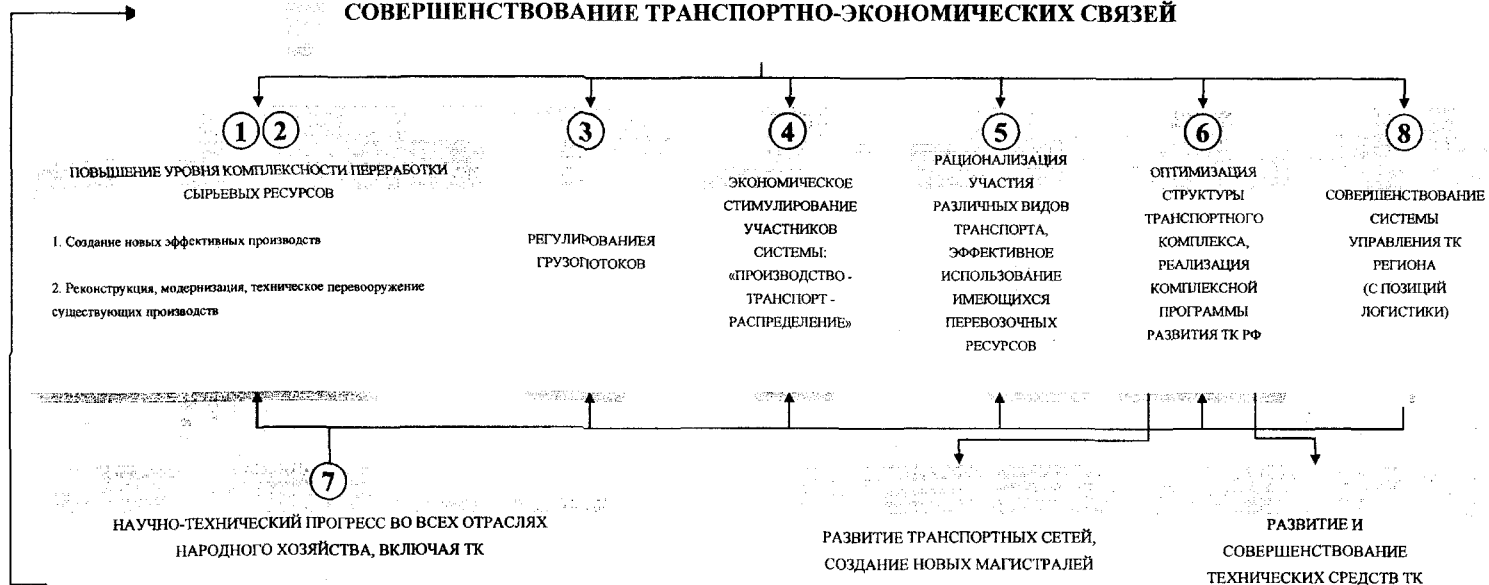 СОВЕРШЕНСТВОВАНИЕ ТРАНСПОРТНО-ЭКОНОМИЧЕСКИХ СВЯЗЕЙ
1 2
ПОВЫШЕНИЕ УРОВНЯ КОМПЛЕКСНОСТИ ПЕРЕРАБОТКИ
СЫРЬЕВЫХ РЕСУРСОВ
1. Создание новых эффективных производств
2. Реконструкция, модернизация, техническое перевооружение
существующих производств
3
РЕГУЛИРОВАНИЕЯ
ГРУЗОПОТОКОВ
4
ЭКОНОМИЧЕСКОЕ
СТИМУЛИРОВАНИЕ
УЧАСТНИКОВ
СИСТЕМЫ:
«ПРОИЗВОДСТВО -
ТРАНСПОРТ -
РАСПРЕДЕЛЕНИЕ»
5
РАЦИОНАЛИЗАЦИЯ
УЧАСТИЯ
РАЗЛИЧНЫХ ВИДОВ
ТРАНСПОРТА,
ЭФФЕКТИВНОЕ
ИСПОЛЬЗОВАНИЕ
ИМЕЮЩИХСЯ
ПЕРЕВОЗОЧНЫХ
РЕСУРСОВ
6
ОПТИМИЗАЦИЯ
СТРУКТУРЫ
ТРАНСПОРТНОГО
КОМПЛЕКСА,
РЕАЛИЗАЦИЯ
КОМПЛЕКСНОЙ
ПРОГРАММЫ
РАЗВИТИЯ ТК РФ
8
СОВЕРШЕНСТВОВАНИЕ
СИСТЕМЫ
УПРАВЛЕНИЯ ТК
РЕГИОНА
(С ПОЗИЦИЙ
ЛОГИСТИКИ)
7
НАУЧНО-ТЕХНИЧЕСКИЙ ПРОГРЕСС ВО ВСЕХ ОТРАСЛЯХ
НАРОДНОГО ХОЗЯЙСТВА, ВКЛЮЧАЯ ТК
РАЗВИТИЕ ТРАНСПОРТНЫХ СЕТЕЙ,
СОЗДАНИЕ НОВЫХ МАГИСТРАЛЕЙ
РАЗВИТИЕ И
СОВЕРШЕНСТВОВАНИЕ
ТЕХНИЧЕСКИХ СРЕДСТВ ТК